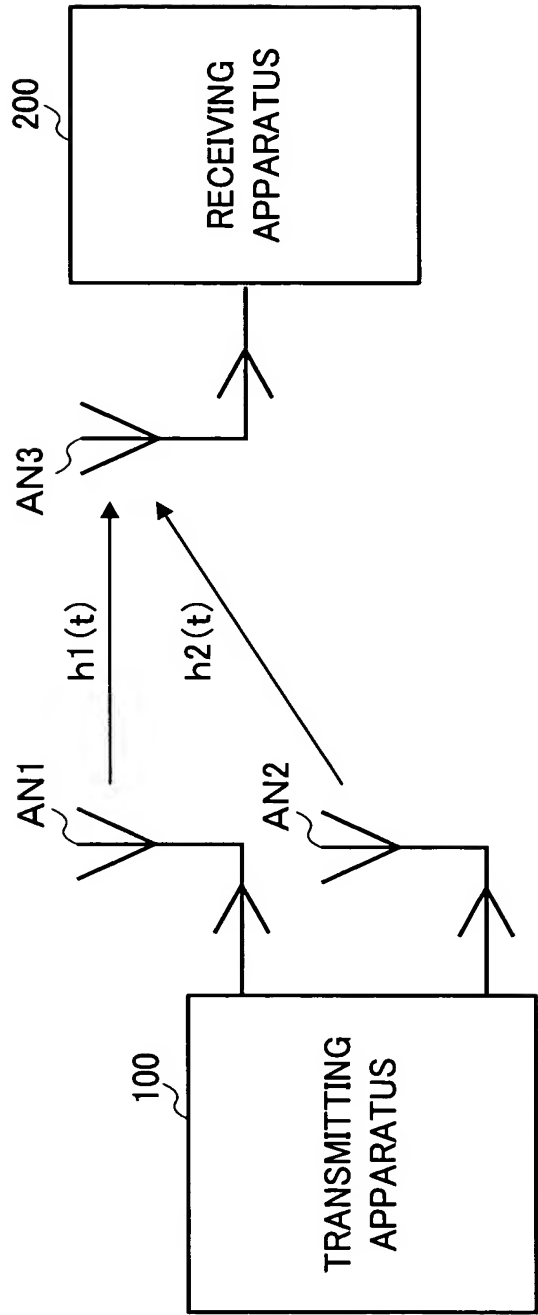 100
TRANSMITTING
APPARATUS
AN1
AN2
h1(t)
h2(t)
AN3
200
RECEIVING
APPARATUS